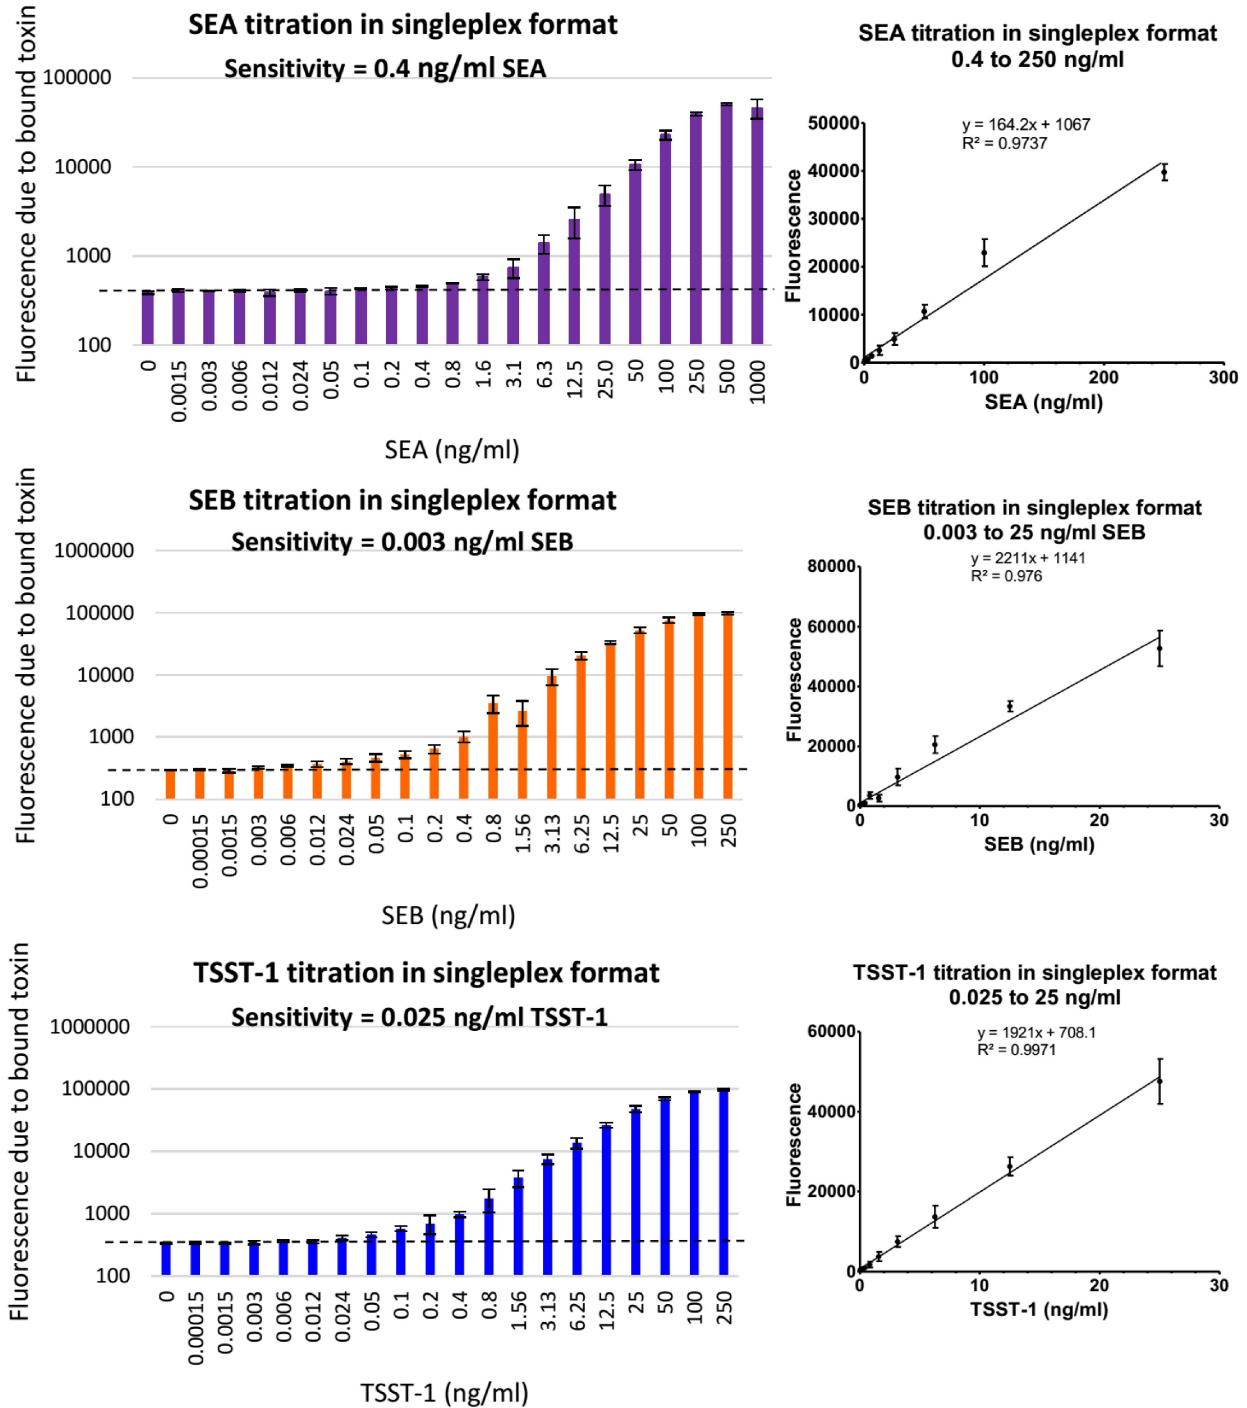 SEA titration in singleplex format
Sensitivity = 0.4 ng/ml SEA
Fluorescence due to bound toxin
100000
10000
1000
100
0 0.0015 0.003 0.006 0.012 0.024 0.05 0.1 0.2 0.4 0.8 1.6 3.1 6.3 12.5 25.0 50 100 250 500 1000
SEA (ng/ml)
SEA titration in singleplex format
0.4 to 250 ng/ml
y = 164.2x + 1067
R² = 0.9737
Fluorescence
50000
40000
30000
20000
10000
0
0 100 200 300
SEA (ng/ml)
SEB titration in singleplex format
Sensitivity = 0.003 ng/ml SEB
Fluorescence due to bound toxin
1000000
100000
10000
1000
100
0 0.00015 0.0015 0.003 0.006 0.012 0.024 0.05 0.1 0.2 0.4 0.8 1.56 3.13 6.25 12.5 25 50 100 250
SEB (ng/ml)
SEB titration in singleplex format
0.003 to 25 ng/ml SEB
y = 2211x + 1141
R² = 0.976
Fluorescence
80000
60000
40000
20000
0
0 10 20 30
SEB (ng/ml)
TSST-1 titration in singleplex format
Sensitivity = 0.025 ng/ml TSST-1
Fluorescence due to bound toxin
1000000
100000
10000
1000
100
0 0.00015 0.0015 0.003 0.006 0.012 0.024 0.05 0.1 0.2 0.4 0.8 1.56 3.13 6.25 12.5 25 50 100 250
TSST-1 (ng/ml)
TSST-1 titration in singleplex format
0.025 to 25 ng/ml
y = 1921x + 708.1
R² = 0.9971
Fluorescence
60000
40000
20000
0
0 10 20 30
TSST-1 (ng/ml)